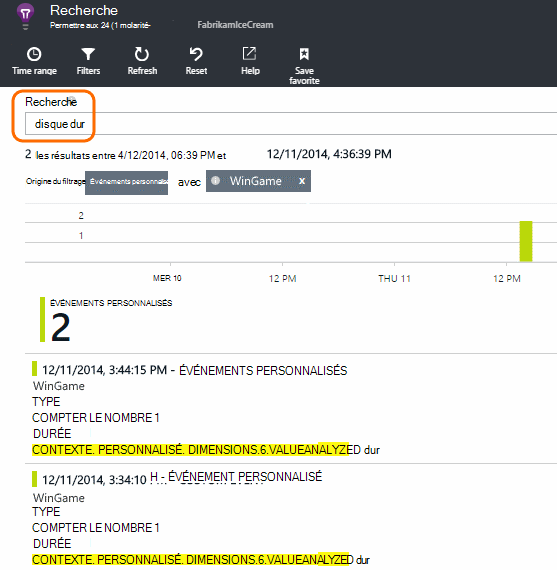 Recherche
Permettre aux 24 (1 molarité-
FabrikamIceCream
Time range
Filters
Refresh
Reset
Help
Save favorite
Recherche
disque dur
2 les résultats entre 4/12/2014, 06:39 PM et 12/11/2014, 4:36:39 PM
Origine du filtrage Événements personnalisé avec WinGame x
2
1
MER 10 12 PM THU 11 12 PM
ÉVÉNEMENTS PERSONNALISÉS
2
12/11/2014, 3:44:15 PM - ÉVÉNEMENTS PERSONNALISÉS
WinGame
TYPE
COMPTER LE NOMBRE 1
DURÉE
CONTEXTE. PERSONNALISÉ. DIMENSIONS.6.VALUEANALYZED dur
12/11/2014, 3:34:10 H - ÉVÉNEMENT PERSONNALISÉ
WinGame
TYPE
COMPTER LE NOMBRE 1
DURÉE
CONTEXTE. PERSONNALISÉ. DIMENSIONS.6.VALUEANALYZED dur